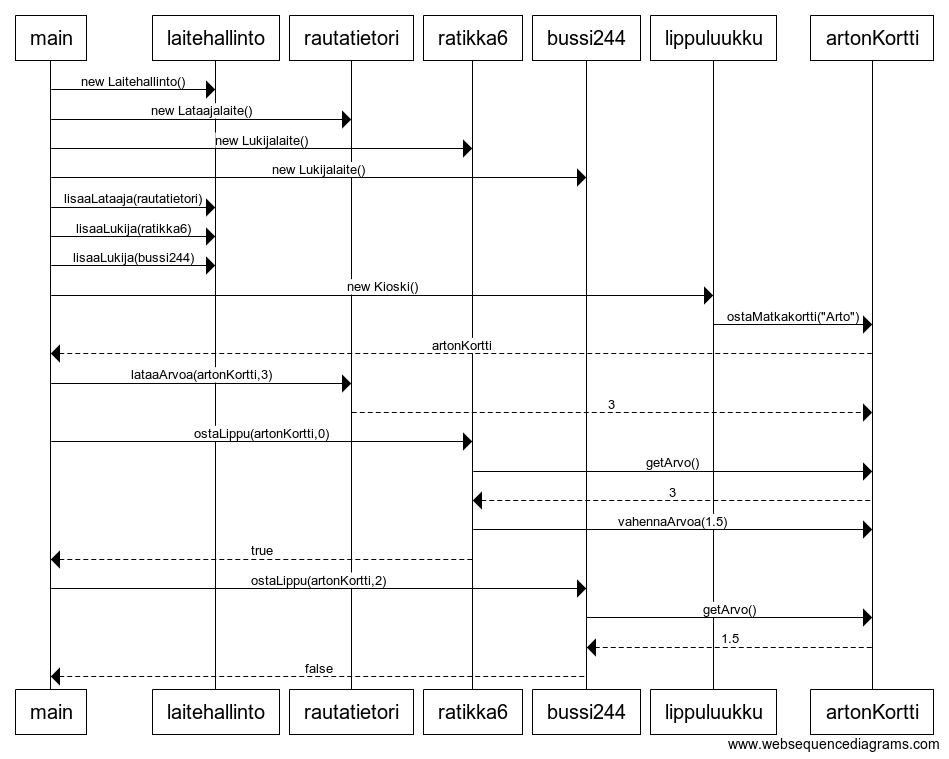 main laitehallinto rautatietori ratikka6 bussi244 lippuluukku artonKortti
new Laitehallinto()
new Lataajalaite()
new Lukijalaite()
new Lukijalaite()
lisaaLataaja(rautatietori)
lisaaLukija(ratikka6)
lisaaLukija(bussi244)
new Kioski()
ostaMatkakortti("Arto")
artonKortti
lataaArvoa(artonKortti,3)
3
ostaLippu(artonKortti,0)
getArvo()
3
vahennaArvoa(1.5)
true
ostaLippu(artonKortti,2)
getArvo()
1.5
false
main laitehallinto rautatietori ratikka6 bussi244 lippuluukku artonKortti
www.websequencediagrams.com